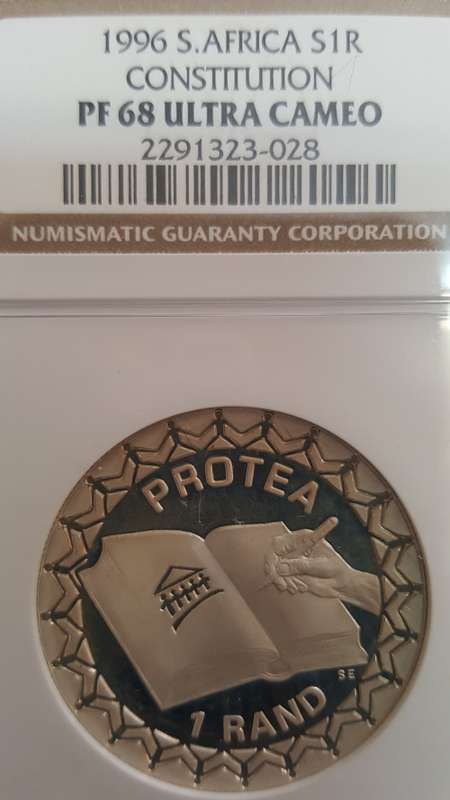 1996 S.AFRICA S1R
CONSTITUTION
PF 68 ULTRA CAMEO
2291323-028
NUMISMATIC GUARANTY CORPORATION
PROTEA
SE
1 RAND